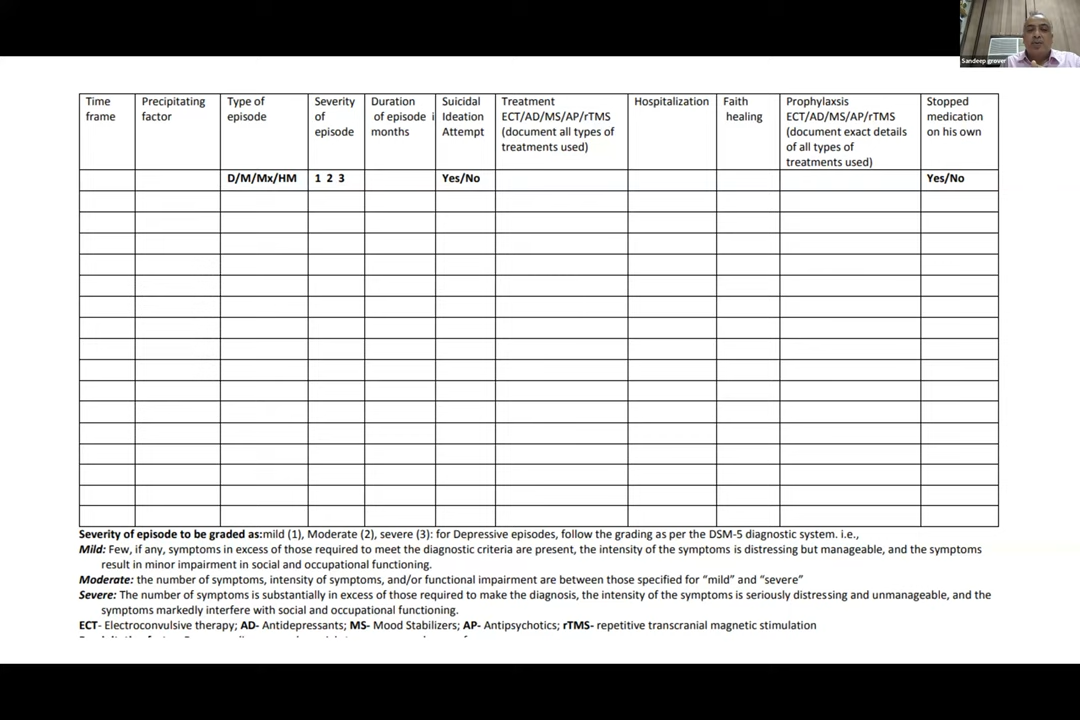 Sandeep grover
Time frame
Precipitating factor
Type of episode
Severity of episode
Duration of episode i months
Suicidal Ideation Attempt
Treatment ECT/AD/MS/AP/rTMS (document all types of treatments used)
Hospitalization
Faith healing
Prophylaxsis ECT/AD/MS/AP/rTMS (document exact details of all types of treatments used)
Stopped medication on his own
D/M/Mx/HM
1 2 3
Yes/No
Yes/No
Severity of episode to be graded as:mild (1), Moderate (2), severe (3): for Depressive episodes, follow the grading as per the DSM-5 diagnostic system. i.e.,
Mild: Few, if any, symptoms in excess of those required to meet the diagnostic criteria are present, the intensity of the symptoms is distressing but manageable, and the symptoms
result in minor impairment in social and occupational functioning.
Moderate: the number of symptoms, intensity of symptoms, and/or functional impairment are between those specified for “mild” and “severe”
Severe: The number of symptoms is substantially in excess of those required to make the diagnosis, the intensity of the symptoms is seriously distressing and unmanageable, and the
symptoms markedly interfere with social and occupational functioning.
ECT- Electroconvulsive therapy; AD- Antidepressants; MS- Mood Stabilizers; AP- Antipsychotics; rTMS- repetitive transcranial magnetic stimulation